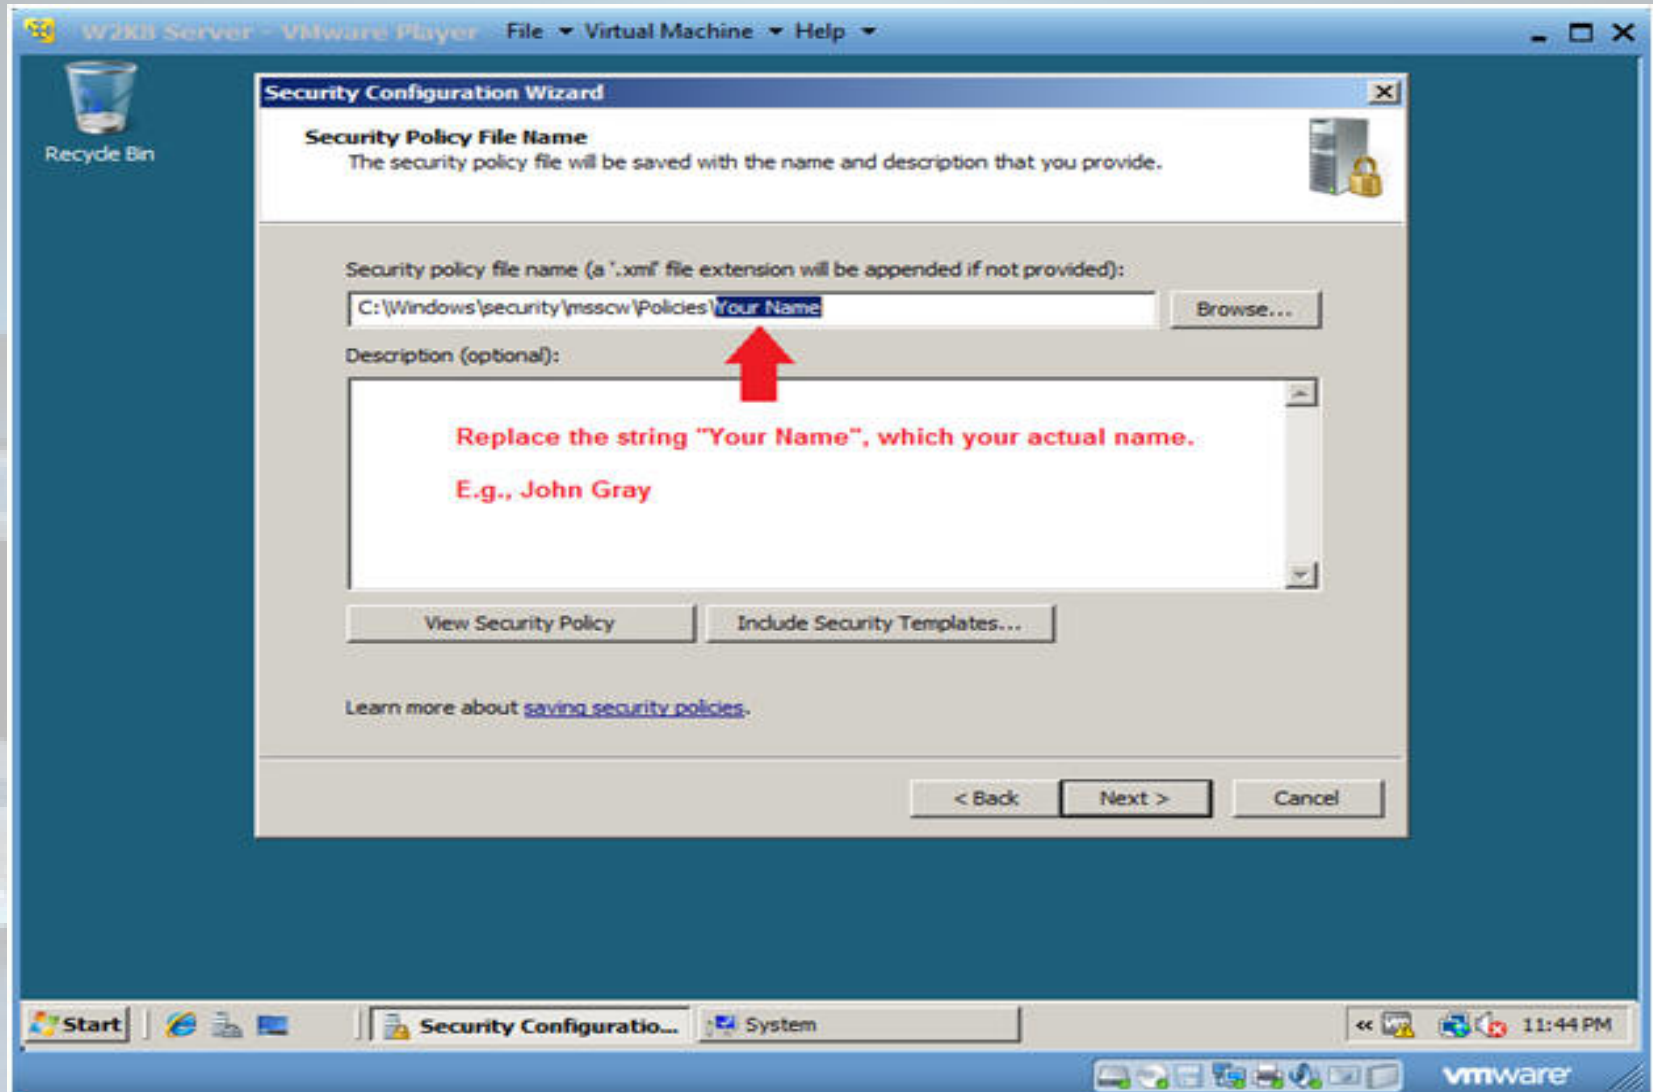 W2K8 Server - VMware Player File Virtual Machine Help
Recycle Bin
Security Configuration Wizard
Security Policy File Name
The security policy file will be saved with the name and description that you provide.
Security policy file name (a '.xml' file extension will be appended if not provided):
C:\Windows\security\msscw\Policies\Your Name
Browse...
Description (optional):
Replace the string "Your Name", which your actual name.
E.g., John Gray
View Security Policy Include Security Templates...
Learn more about saving security policies.
< Back Next > Cancel
Start Security Configuratio... System « 11:44 PM
vmware